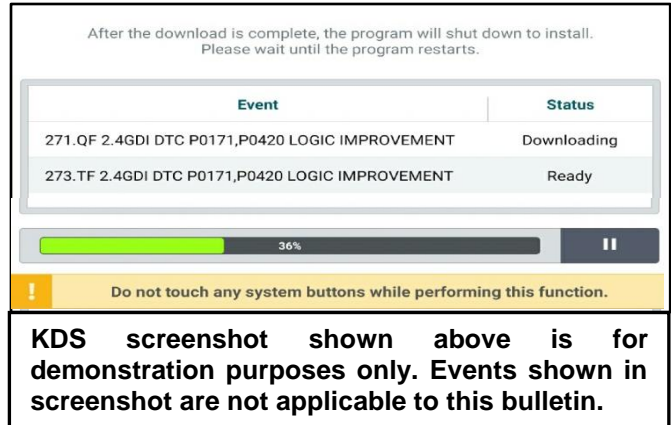 After the download is complete, the program will shut down to install.
Please wait until the program restarts.
Event Status
271.QF 2.4GDI DTC P0171,P0420 LOGIC IMPROVEMENT Downloading
273.TF 2.4GDI DTC P0171,P0420 LOGIC IMPROVEMENT Ready
36%
! Do not touch any system buttons while performing this function.
KDS screenshot shown above is for
demonstration purposes only. Events shown in
screenshot are not applicable to this bulletin.